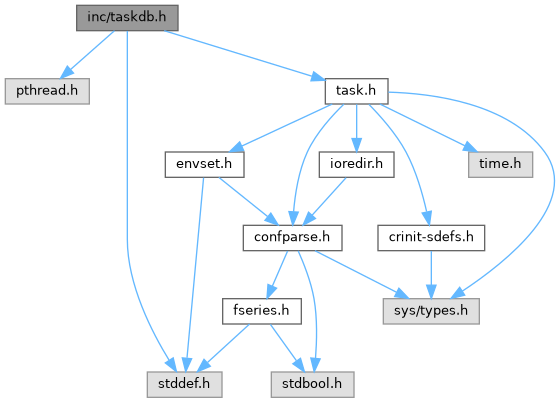 inc/taskdb.h
pthread.h
task.h
envset.h
ioredir.h
time.h
confparse.h
crinit-sdefs.h
fseries.h
sys/types.h
stddef.h
stdbool.h